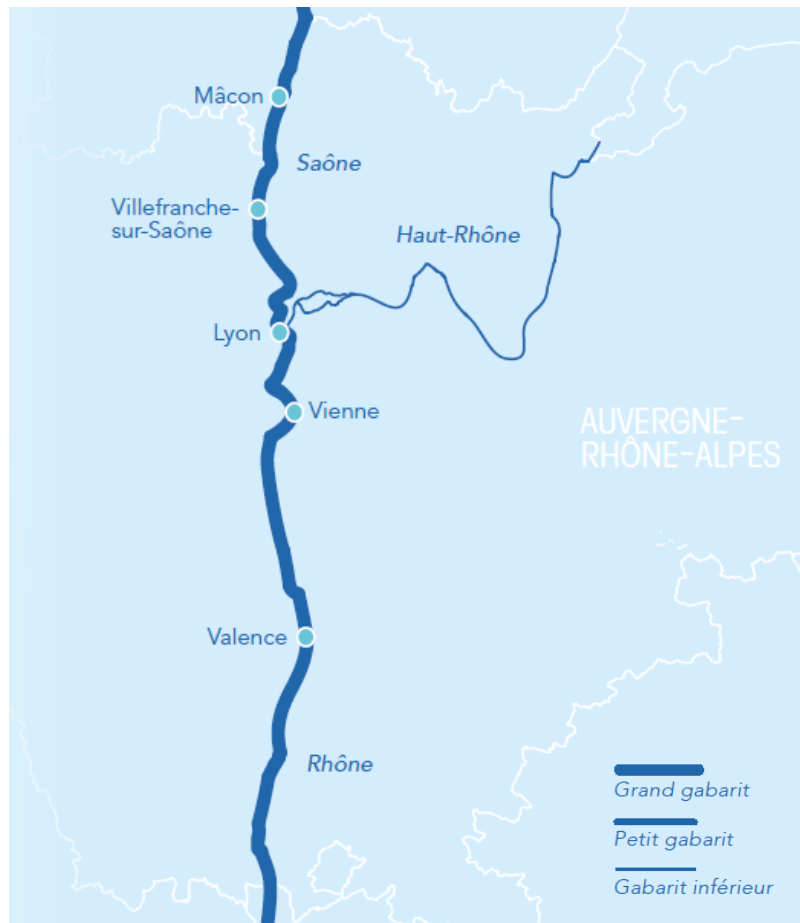 Mâcon
Saône
Villefranche-
sur-Saône
Haut-Rhône
Lyon
Vienne
AUVERGNE-
RHÔNE-ALPES
Valence
Rhône
Grand gabarit
Petit gabarit
Gabarit inférieur